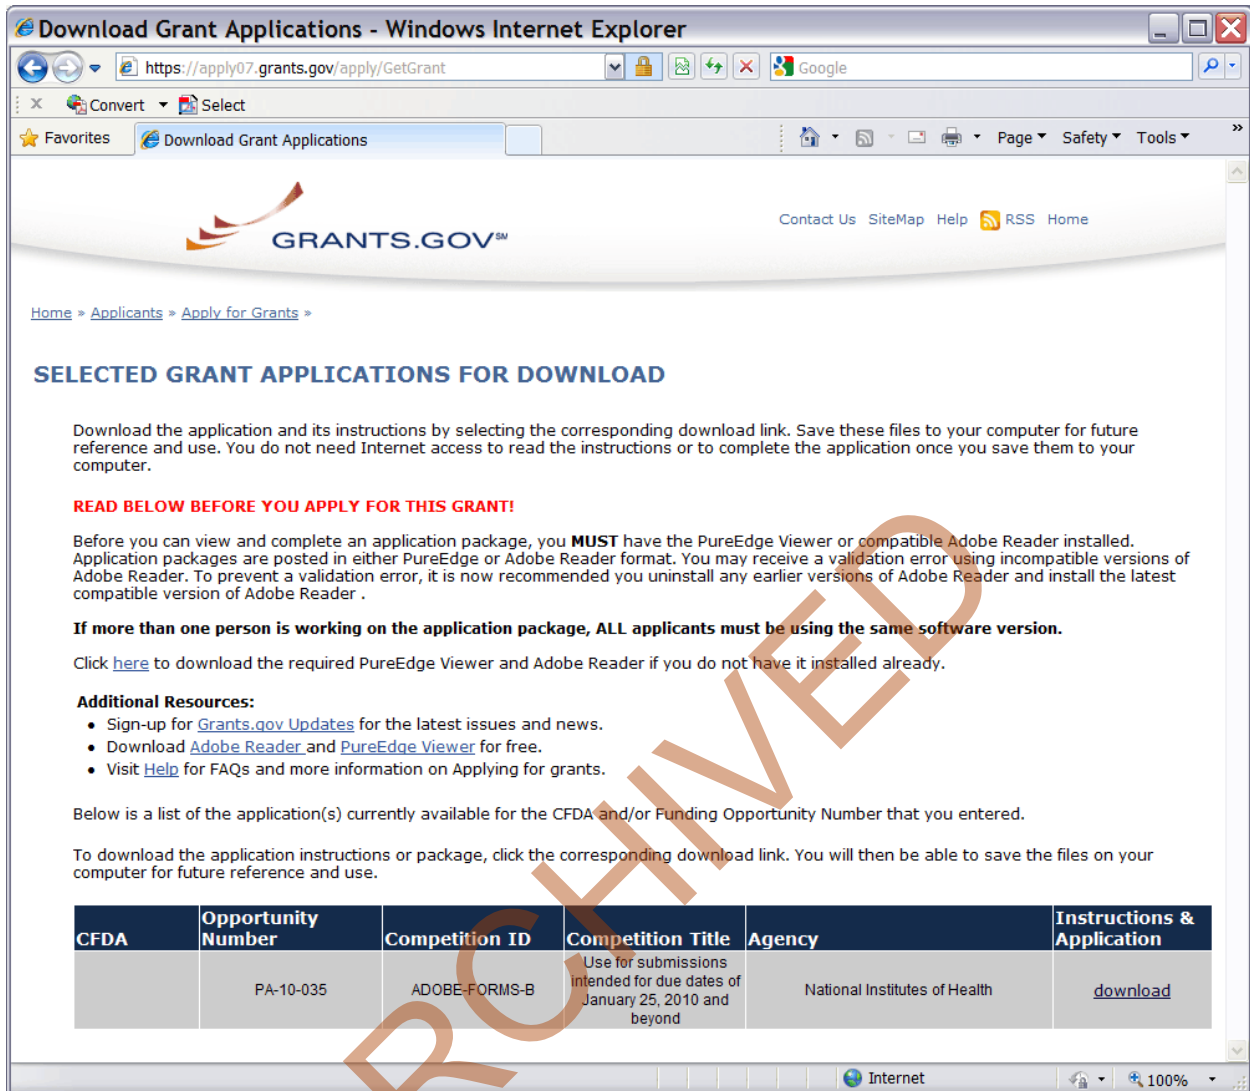 Download Grant Applications - Windows Internet Explorer
https://apply07.grants.gov/apply/GetGrant
Google
x Convert Select
Favorites Download Grant Applications Page Safety Tools »
GRANTS.GOV℠
Contact Us SiteMap Help RSS Home
Home » Applicants » Apply for Grants »
SELECTED GRANT APPLICATIONS FOR DOWNLOAD
Download the application and its instructions by selecting the corresponding download link. Save these files to your computer for future
reference and use. You do not need Internet access to read the instructions or to complete the application once you save them to your
computer.
READ BELOW BEFORE YOU APPLY FOR THIS GRANT!
Before you can view and complete an application package, you MUST have the PureEdge Viewer or compatible Adobe Reader installed.
Application packages are posted in either PureEdge or Adobe Reader format. You may receive a validation error using incompatible versions of
Adobe Reader. To prevent a validation error, it is now recommended you uninstall any earlier versions of Adobe Reader and install the latest
compatible version of Adobe Reader .
If more than one person is working on the application package, ALL applicants must be using the same software version.
Click here to download the required PureEdge Viewer and Adobe Reader if you do not have it installed already.
Additional Resources:
• Sign-up for Grants.gov Updates for the latest issues and news.
• Download Adobe Reader and PureEdge Viewer for free.
• Visit Help for FAQs and more information on Applying for grants.
Below is a list of the application(s) currently available for the CFDA and/or Funding Opportunity Number that you entered.
To download the application instructions or package, click the corresponding download link. You will then be able to save the files on your
computer for future reference and use.
CFDA
Opportunity
Number
Competition ID
Competition Title
Agency
Instructions &
Application
PA-10-035
ADOBE-FORMS-B
Use for submissions
intended for due dates of
January 25, 2010 and
beyond
National Institutes of Health
download
RCHIVED
Internet 100%